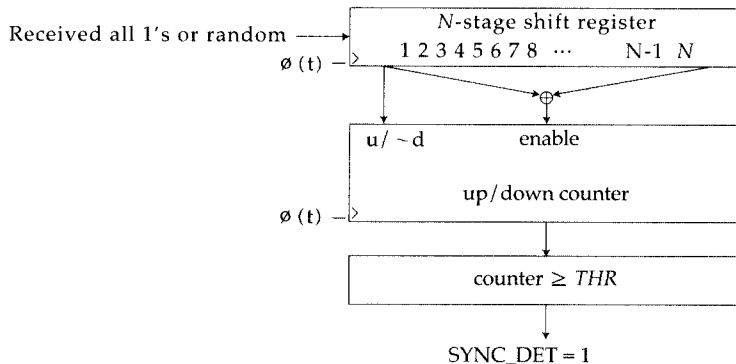 N-stage shift register
Received all 1's or random
1 2 3 4 5 6 7 8 ··· N-1 N
ø (t)
u/ ~d enable
up/down counter
ø (t)
counter ≥ THR
SYNC_DET = 1